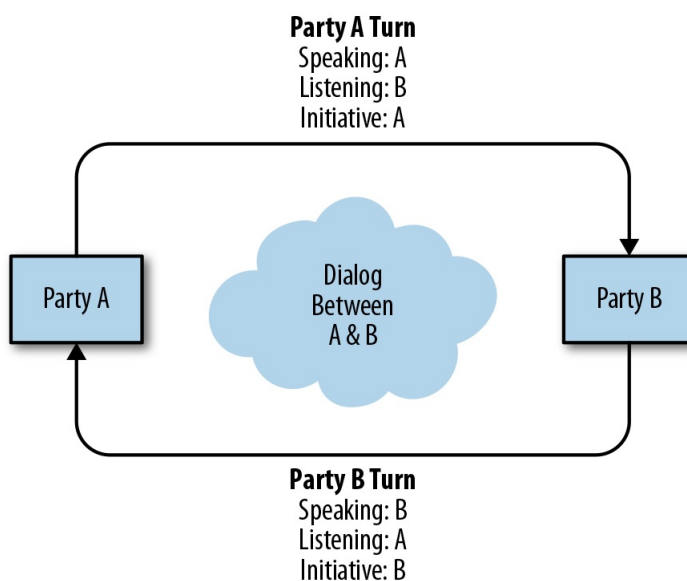 Party A Turn
Speaking: A
Listening: B
Initiative: A
Party A
Dialog
Between
A & B
Party B
Party B Turn
Speaking: B
Listening: A
Initiative: B